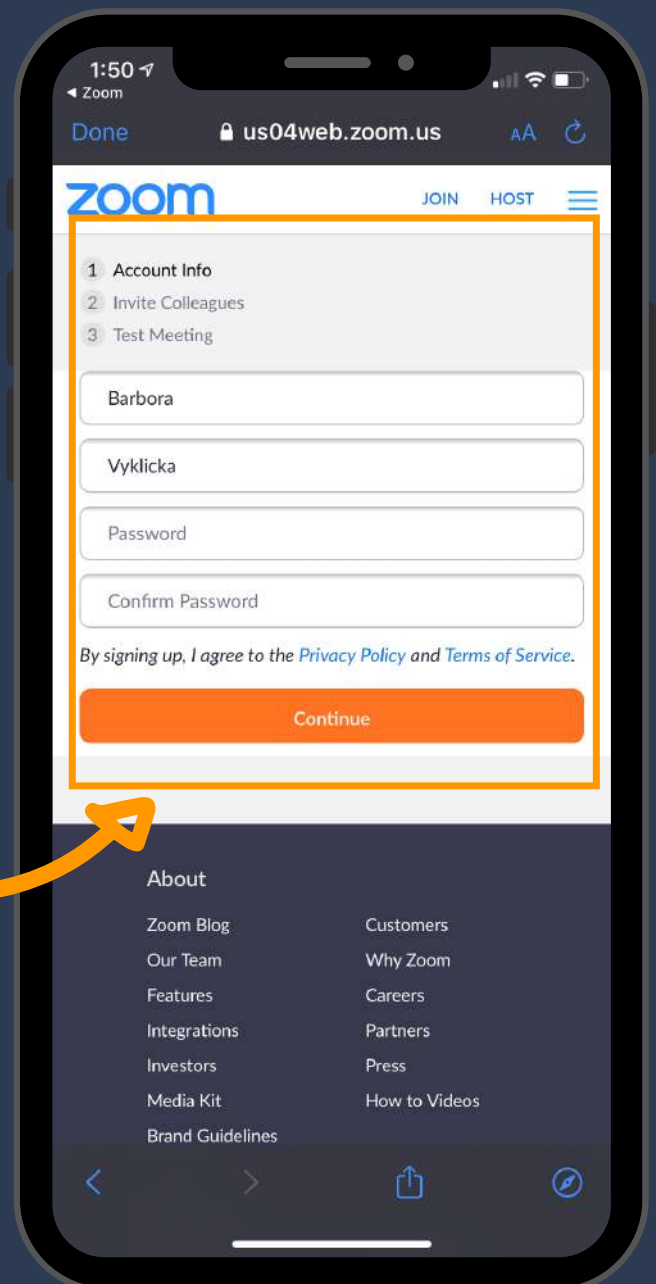 1:50
◀ Zoom
Done us04web.zoom.us AA
zoom JOIN HOST
1 Account Info
2 Invite Colleagues
3 Test Meeting
Barbora
Vyklicka
Password
Confirm Password
By signing up, I agree to the Privacy Policy and Terms of Service.
Continue
About
Zoom Blog Customers
Our Team Why Zoom
Features Careers
Integrations Partners
Investors Press
Media Kit How to Videos
Brand Guidelines